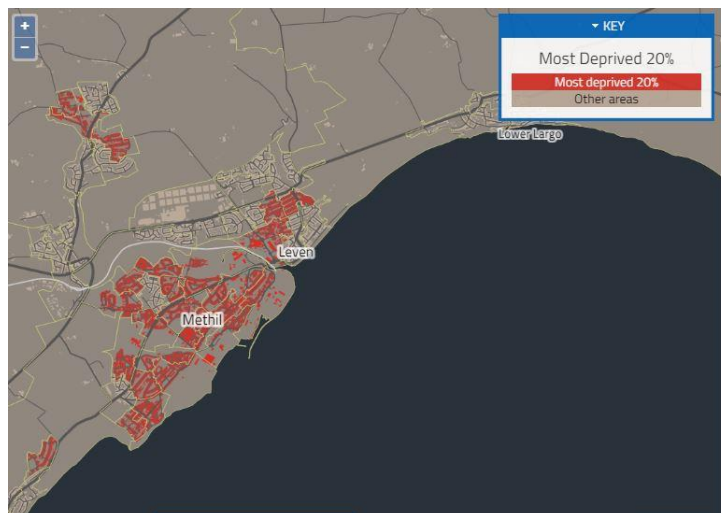 +
−
KEY
Most Deprived 20%
Most deprived 20%
Other areas
Lower Largo
Leven
Methil